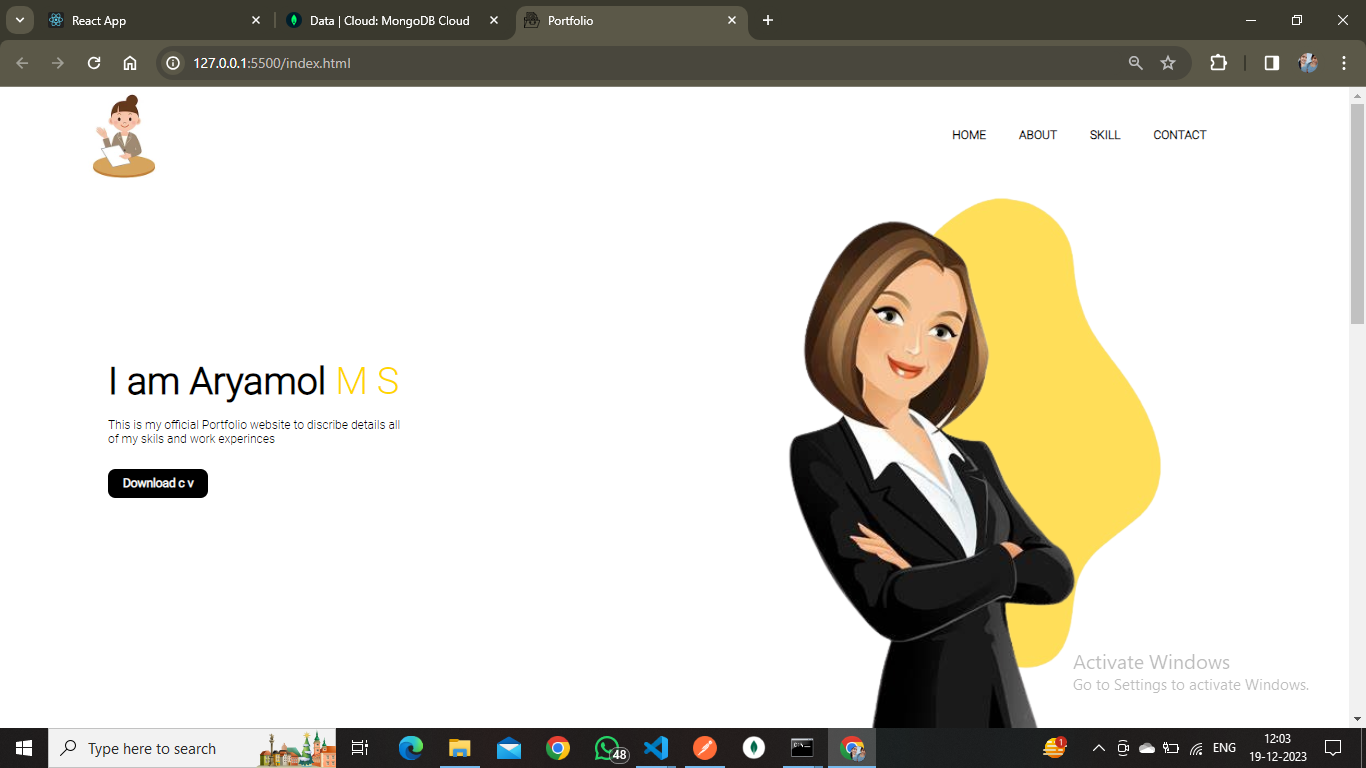 React App
Data | Cloud: MongoDB Cloud
Portfolio
127.0.0.1:5500/index.html
HOME ABOUT SKILL CONTACT
I am Aryamol M S
This is my official Portfolio website to discribe details all
of my skils and work experinces
Download c v
Activate Windows
Go to Settings to activate Windows.
Type here to search
48
1
ENG
12:03
19-12-2023